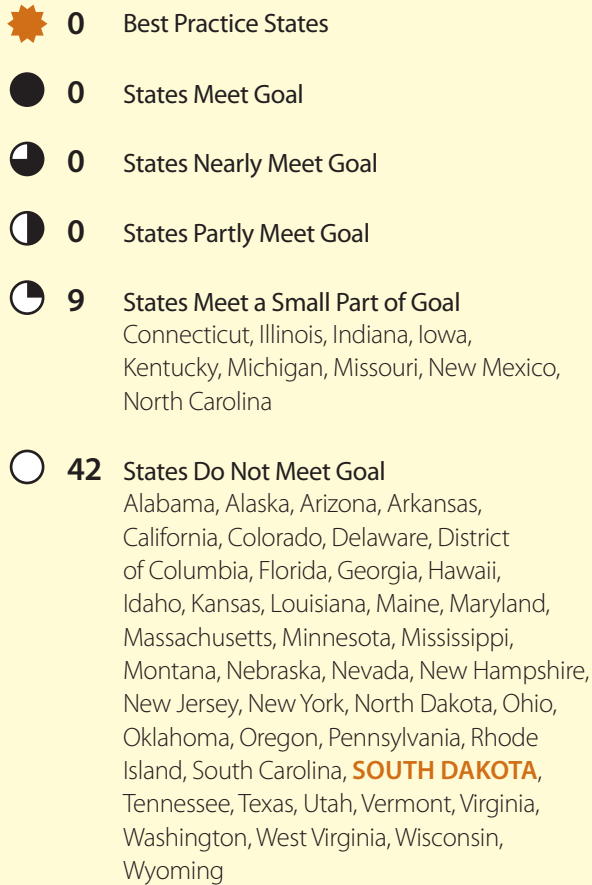 0 Best Practice States
0 States Meet Goal
0 States Nearly Meet Goal
0 States Partly Meet Goal
9 States Meet a Small Part of Goal
Connecticut, Illinois, Indiana, Iowa,
Kentucky, Michigan, Missouri, New Mexico,
North Carolina
42 States Do Not Meet Goal
Alabama, Alaska, Arizona, Arkansas,
California, Colorado, Delaware, District
of Columbia, Florida, Georgia, Hawaii,
Idaho, Kansas, Louisiana, Maine, Maryland,
Massachusetts, Minnesota, Mississippi,
Montana, Nebraska, Nevada, New Hampshire,
New Jersey, New York, North Dakota, Ohio,
Oklahoma, Oregon, Pennsylvania, Rhode
Island, South Carolina, SOUTH DAKOTA,
Tennessee, Texas, Utah, Vermont, Virginia,
Washington, West Virginia, Wisconsin,
Wyoming